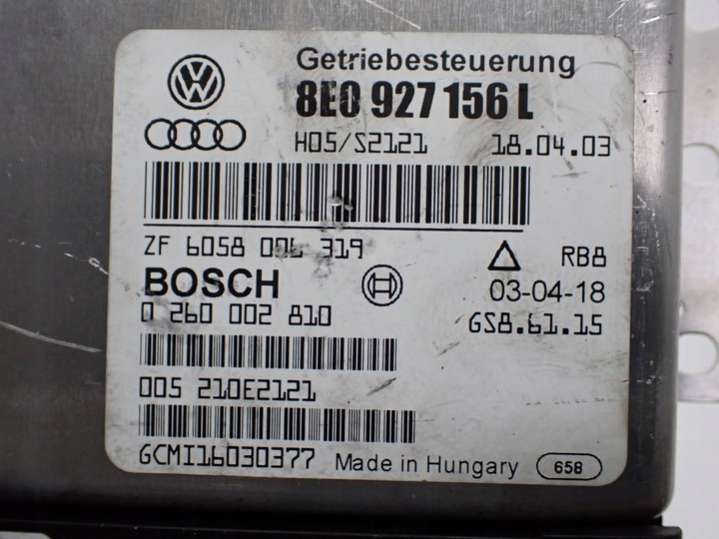 Getriebesteuerung
8E0 927 156 L
H05/S2121 18.04.03
ZF 6058 006 319
RB8
BOSCH
03-04-18
0 260 002 810
GS8.61.15
005 210E2121
GCMI16030377 Made in Hungary 658